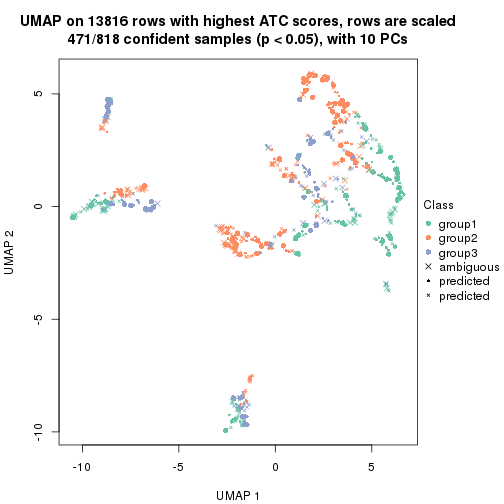 UMAP on 13816 rows with highest ATC scores, rows are scaled
471/818 confident samples (p < 0.05), with 10 PCs
5
0
-5
-10
UMAP 2
-10
-5
0
5
UMAP 1
Class
group1
group2
group3
ambiguous
predicted
predicted